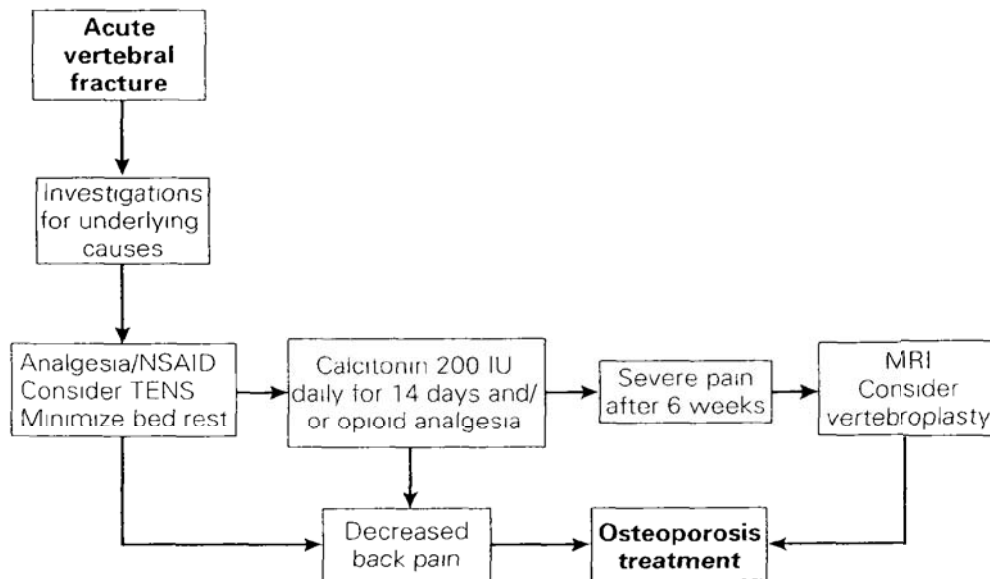 Acute
vertebral
fracture
Investigations
for underlying
causes
Analgesia/NSAID
Consider TENS
Minimize bed rest
Calcitonin 200 IU
daily for 14 days and/
or opioid analgesia
Severe pain
after 6 weeks
MRI
Consider
vertebroplasty
Decreased
back pain
Osteoporosis
treatment